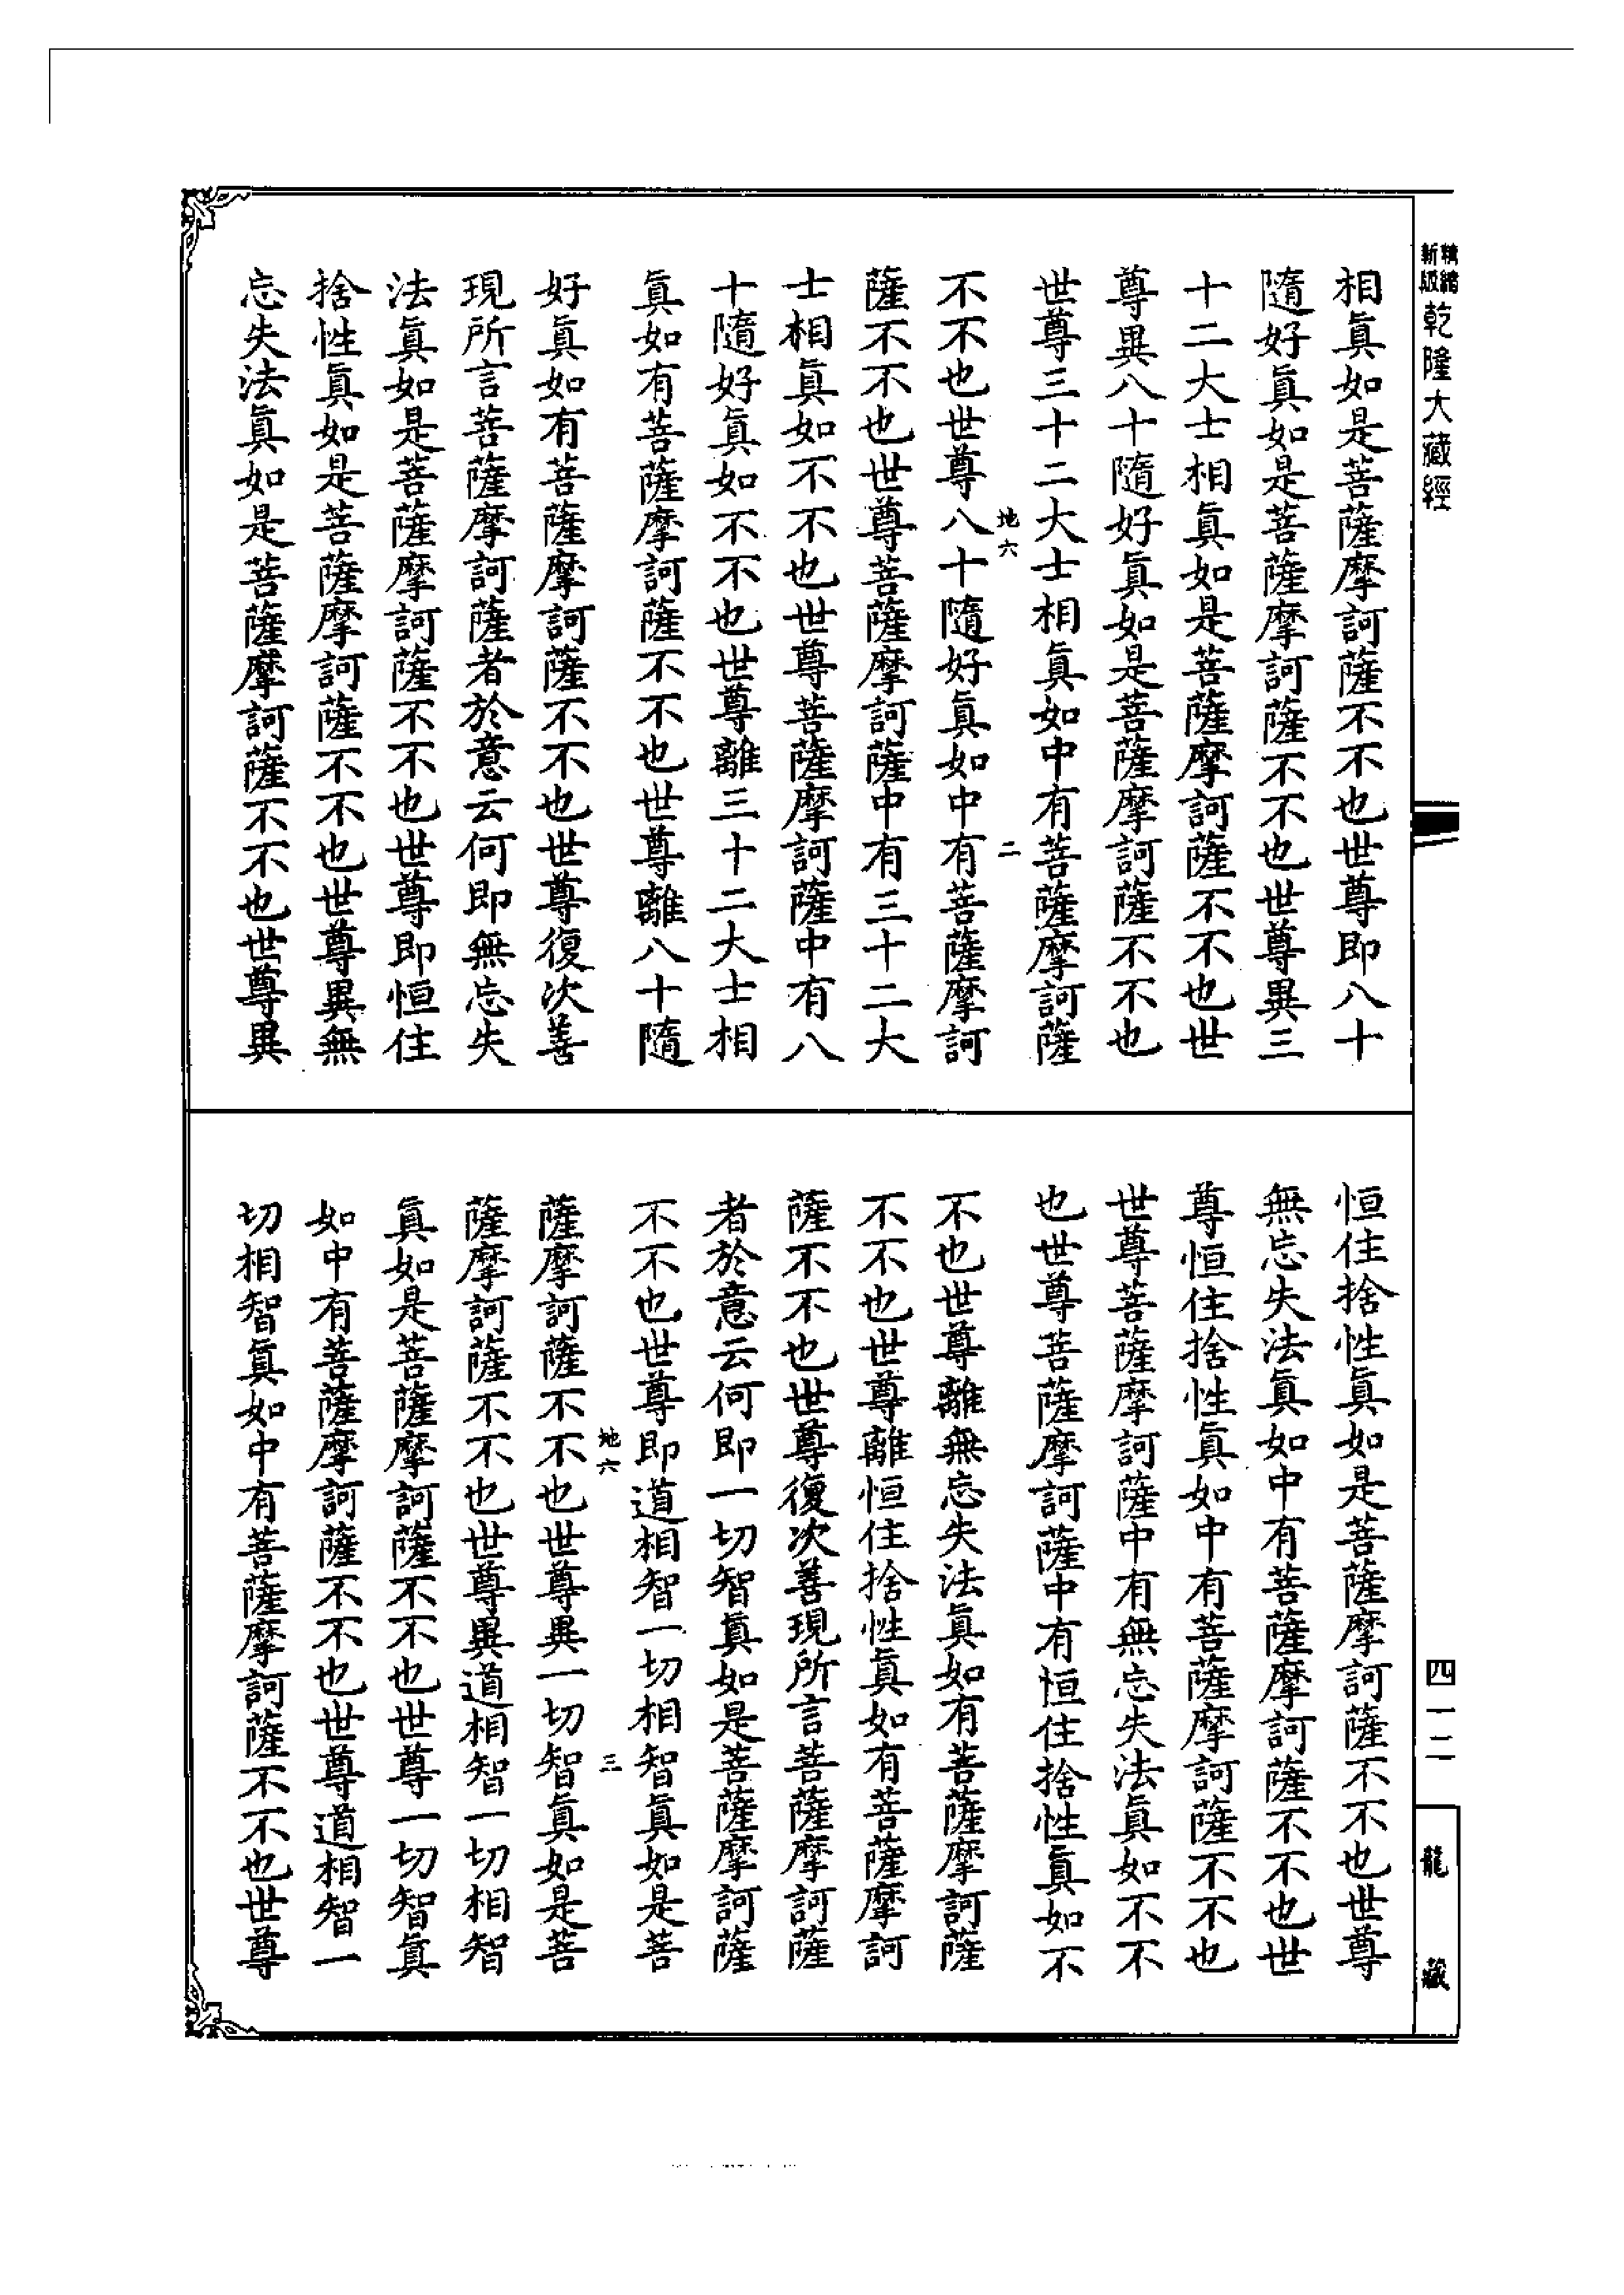 精縮新版乾隆大藏經
相眞如是菩薩摩訶薩不不也世尊即八十
隨好眞如是菩薩摩訶薩不不也世尊異三
十二大士相眞如是菩薩摩訶薩不不也世
尊異八十隨好眞如是菩薩摩訶薩不不也
世尊三十二大士相眞如中有菩薩摩訶薩
地六 二
不不也世尊八十隨好眞如中有菩薩摩訶
薩不不也世尊菩薩摩訶薩中有三十二大
士相眞如不不也世尊菩薩摩訶薩中有八
十隨好眞如不不也世尊離三十二大士相
眞如有菩薩摩訶薩不不也世尊離八十隨
好眞如有菩薩摩訶薩不不也世尊復次善
現所言菩薩摩訶薩者於意云何即無忘失
法眞如是菩薩摩訶薩不不也世尊即恒住
捨性眞如是菩薩摩訶薩不不也世尊異無
忘失法眞如是菩薩摩訶薩不不也世尊異
恒住捨性眞如是菩薩摩訶薩不不也世尊
無忘失法眞如中有菩薩摩訶薩不不也世
尊恒住捨性眞如中有菩薩摩訶薩不不也
世尊菩薩摩訶薩中有無忘失法眞如不不
也世尊菩薩摩訶薩中有恒住捨性眞如不
不也世尊離無忘失法眞如有菩薩摩訶薩
不不也世尊離恒住捨性眞如有菩薩摩訶
薩不不也世尊復次善現所言菩薩摩訶薩
者於意云何即一切智眞如是菩薩摩訶薩
不不也世尊即道相智一切相智眞如是菩
地六 三
薩摩訶薩不不也世尊異一切智眞如是菩
薩摩訶薩不不也世尊異道相智一切相智
眞如是菩薩摩訶薩不不也世尊一切智眞
如中有菩薩摩訶薩不不也世尊道相智一
切相智眞如中有菩薩摩訶薩不不也世尊
四一二
龍藏